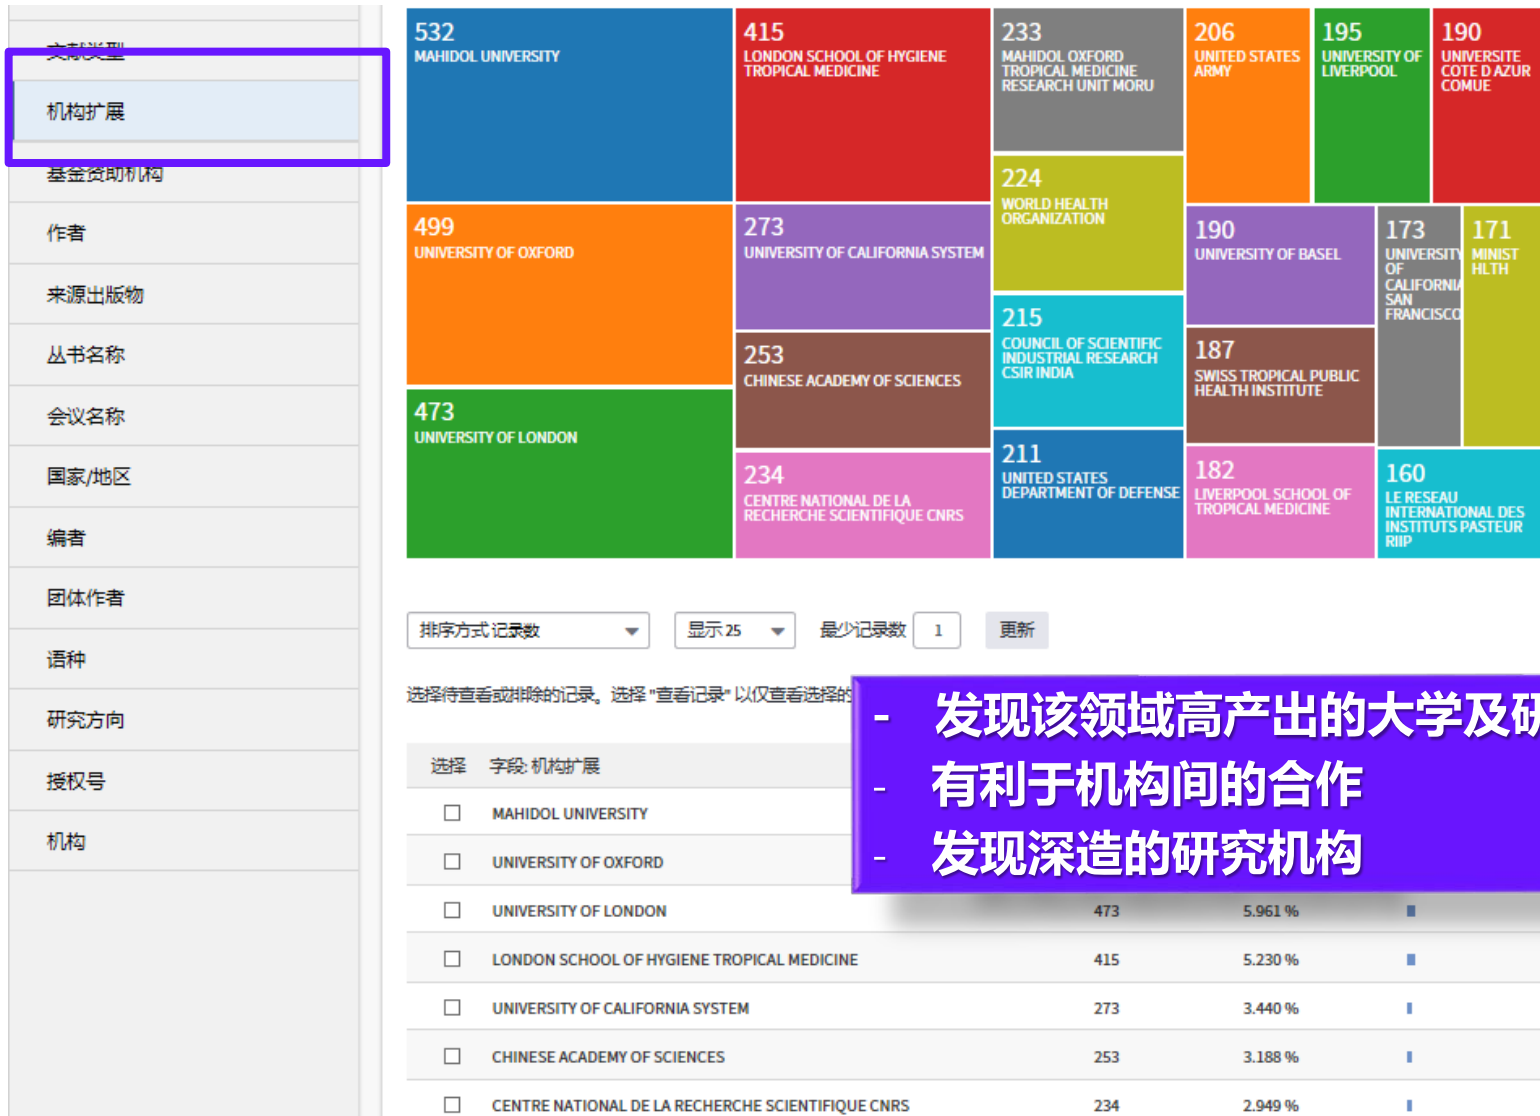 文献类型
机构扩展
基金资助机构
作者
来源出版物
丛书名称
会议名称
国家/地区
编者
团体作者
语种
研究方向
授权号
机构
532
MAHIDOL UNIVERSITY
499
UNIVERSITY OF OXFORD
473
UNIVERSITY OF LONDON
415
LONDON SCHOOL OF HYGIENE
TROPICAL MEDICINE
273
UNIVERSITY OF CALIFORNIA SYSTEM
253
CHINESE ACADEMY OF SCIENCES
234
CENTRE NATIONAL DE LA
RECHERCHE SCIENTIFIQUE CNRS
233
MAHIDOL OXFORD
TROPICAL MEDICINE
RESEARCH UNIT MORU
224
WORLD HEALTH
ORGANIZATION
215
COUNCIL OF SCIENTIFIC
INDUSTRIAL RESEARCH
CSIR INDIA
211
UNITED STATES
DEPARTMENT OF DEFENSE
206
UNITED STATES
ARMY
195
UNIVERSITY OF
LIVERPOOL
190
UNIVERSITE
COTE D AZUR
COMUE
190
UNIVERSITY OF BASEL
187
SWISS TROPICAL PUBLIC
HEALTH INSTITUTE
182
LIVERPOOL SCHOOL OF
TROPICAL MEDICINE
173
UNIVERSITY
OF
CALIFORNIA
SAN
FRANCISCO
171
MINIST
HLTH
160
LE RESEAU
INTERNATIONAL DES
INSTITUTS PASTEUR
RIIP
排序方式 记录数 显示 25 最少记录数 1 更新
选择待查看或排除的记录。选择 "查看记录" 以仅查看选择的
- 发现该领域高产出的大学及研
- 有利于机构间的合作
- 发现深造的研究机构
选择 字段: 机构扩展
MAHIDOL UNIVERSITY
UNIVERSITY OF OXFORD
UNIVERSITY OF LONDON 473 5.961 %
LONDON SCHOOL OF HYGIENE TROPICAL MEDICINE 415 5.230 %
UNIVERSITY OF CALIFORNIA SYSTEM 273 3.440 %
CHINESE ACADEMY OF SCIENCES 253 3.188 %
CENTRE NATIONAL DE LA RECHERCHE SCIENTIFIQUE CNRS 234 2.949 %